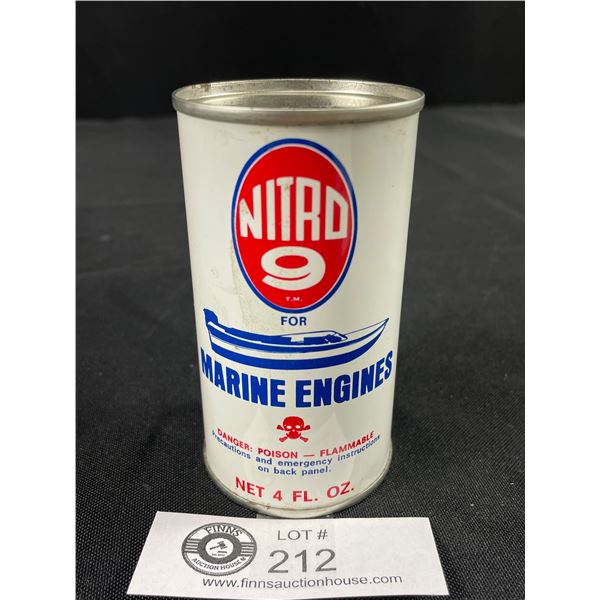 NITRO
9
T.M.
FOR
MARINE ENGINES
DANGER: POISON — FLAMMABLE
Precautions and emergency instructions
on back panel.
NET 4 FL. OZ.
FINNS
AUCTION HOUSE
LOT #
212
www.finnsauctionhouse.com